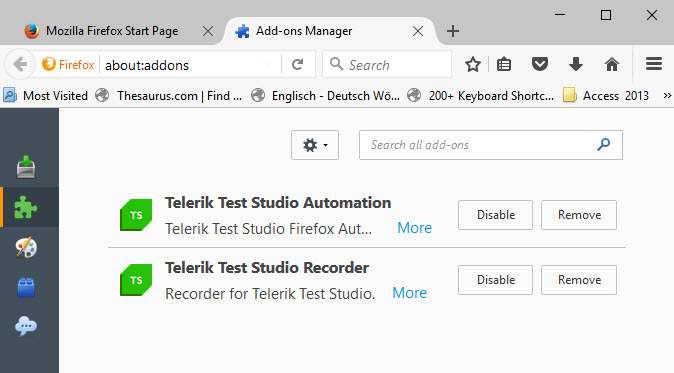 Mozilla Firefox Start Page
Add-ons Manager
Firefox
about:addons
Search
Most Visited
Thesaurus.com | Find ...
Englisch - Deutsch Wö...
200+ Keyboard Shortc...
Access 2013
Search all add-ons
TS
Telerik Test Studio Automation
Telerik Test Studio Firefox Aut... More
Disable
Remove
TS
Telerik Test Studio Recorder
Recorder for Telerik Test Studio. More
Disable
Remove